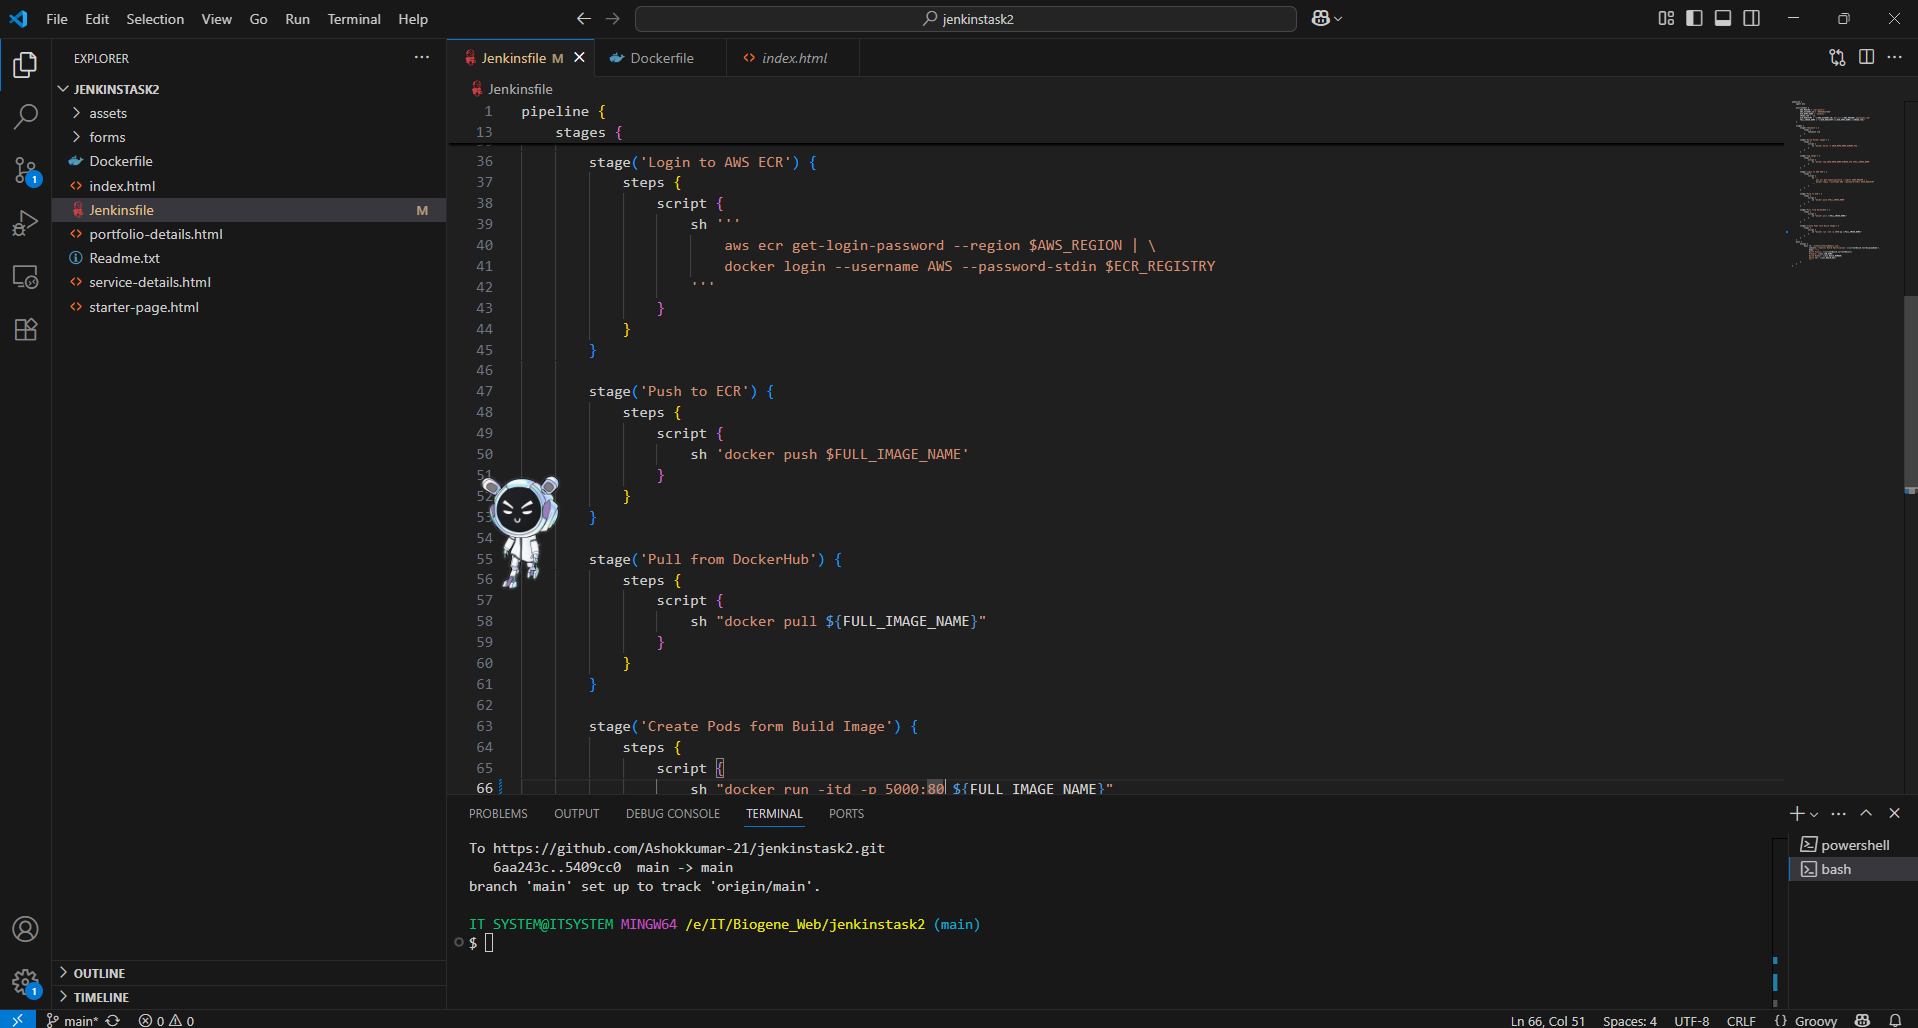 File Edit Selection View Go Run Terminal Help
jenkinstask2
EXPLORER
JENKINSTASK2
assets
forms
Dockerfile
index.html
Jenkinsfile M
portfolio-details.html
Readme.txt
service-details.html
starter-page.html
OUTLINE
TIMELINE
1
1
Jenkinsfile M
Dockerfile
index.html
Jenkinsfile
1 pipeline {
13 stages {
36 stage('Login to AWS ECR') {
37 steps {
38 script {
39 sh '''
40 aws ecr get-login-password --region $AWS_REGION | \
41 docker login --username AWS --password-stdin $ECR_REGISTRY
42 '''
43 }
44 }
45 }
46
47 stage('Push to ECR') {
48 steps {
49 script {
50 sh 'docker push $FULL_IMAGE_NAME'
51 }
52 }
53 }
54
55 stage('Pull from DockerHub') {
56 steps {
57 script {
58 sh "docker pull ${FULL_IMAGE_NAME}"
59 }
60 }
61 }
62
63 stage('Create Pods form Build Image') {
64 steps {
65 script {
66 sh "docker run -itd -p 5000:80 ${FULL_IMAGE_NAME}"
PROBLEMS OUTPUT DEBUG CONSOLE TERMINAL PORTS
To https://github.com/Ashokkumar-21/jenkinstask2.git
6aa243c..5409cc0 main -> main
branch 'main' set up to track 'origin/main'.
IT SYSTEM@ITSYSTEM MINGW64 /e/IT/Biogene_Web/jenkinstask2 (main)
$
powershell
bash
main* 0 0
Ln 66, Col 51 Spaces: 4 UTF-8 CRLF {} Groovy